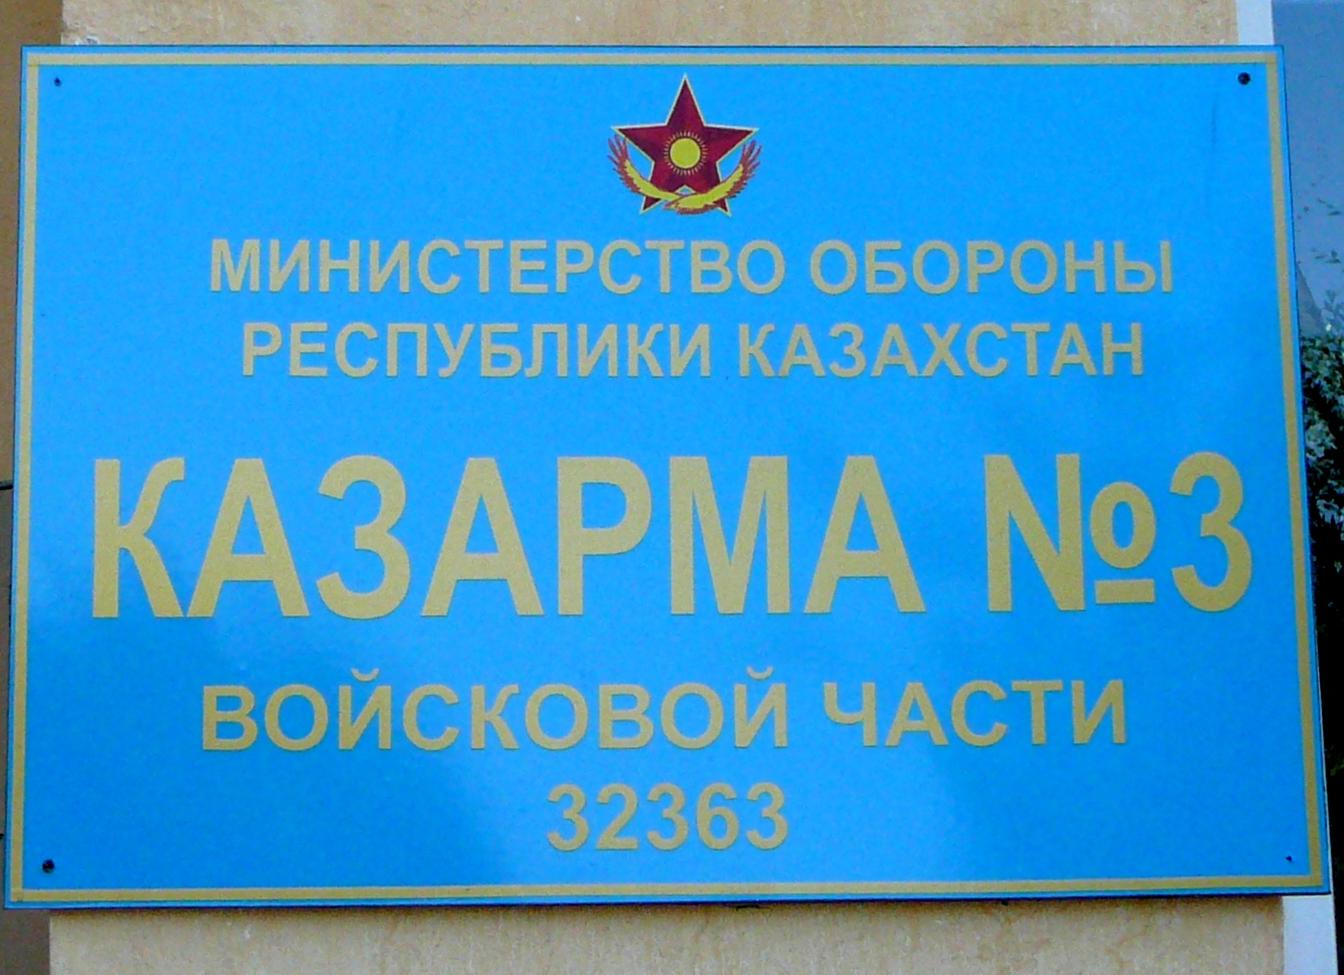 МИНИСТЕРСТВО ОБОРОНЫ
РЕСПУБЛИКИ КАЗАХСТАН
КАЗАРМА №3
ВОЙСКОВОЙ ЧАСТИ
32363